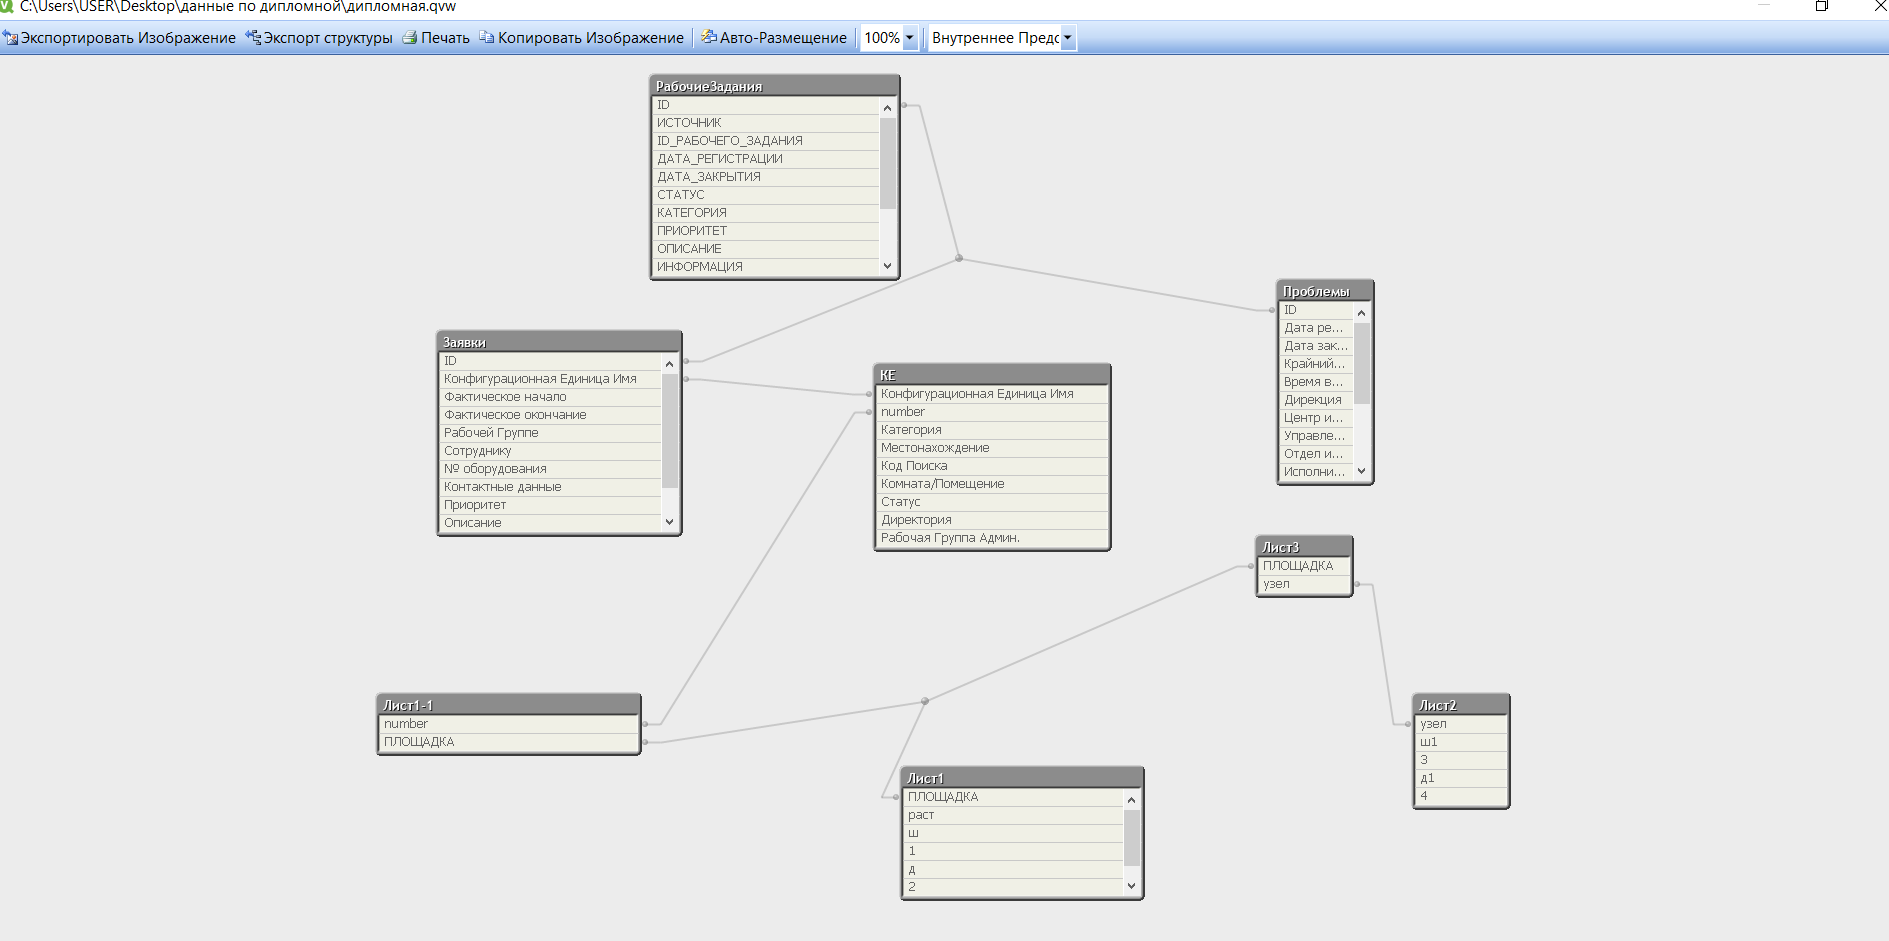 C:\Users\USER\Desktop\данные по дипломной\дипломная.qvw
Экспортировать Изображение Экспорт структуры Печать Копировать Изображение Авто-Размещение 100% Внутреннее Предс
РабочиеЗадания
ID
ИСТОЧНИК
ID_РАБОЧЕГО_ЗАДАНИЯ
ДАТА_РЕГИСТРАЦИИ
ДАТА_ЗАКРЫТИЯ
СТАТУС
КАТЕГОРИЯ
ПРИОРИТЕТ
ОПИСАНИЕ
ИНФОРМАЦИЯ
Проблемы
ID
Дата ре...
Дата зак...
Крайний...
Время в...
Дирекция
Центр и...
Управле...
Отдел и...
Исполни...
Заявки
ID
Конфигурационная Единица Имя
Фактическое начало
Фактическое окончание
Рабочей Группе
Сотруднику
№ оборудования
Контактные данные
Приоритет
Описание
КЕ
Конфигурационная Единица Имя
number
Категория
Местонахождение
Код Поиска
Комната/Помещение
Статус
Директория
Рабочая Группа Админ.
Лист3
ПЛОЩАДКА
узел
Лист1-1
number
ПЛОЩАДКА
Лист2
узел
ш1
3
д1
4
Лист1
ПЛОЩАДКА
раст
ш
1
д
2